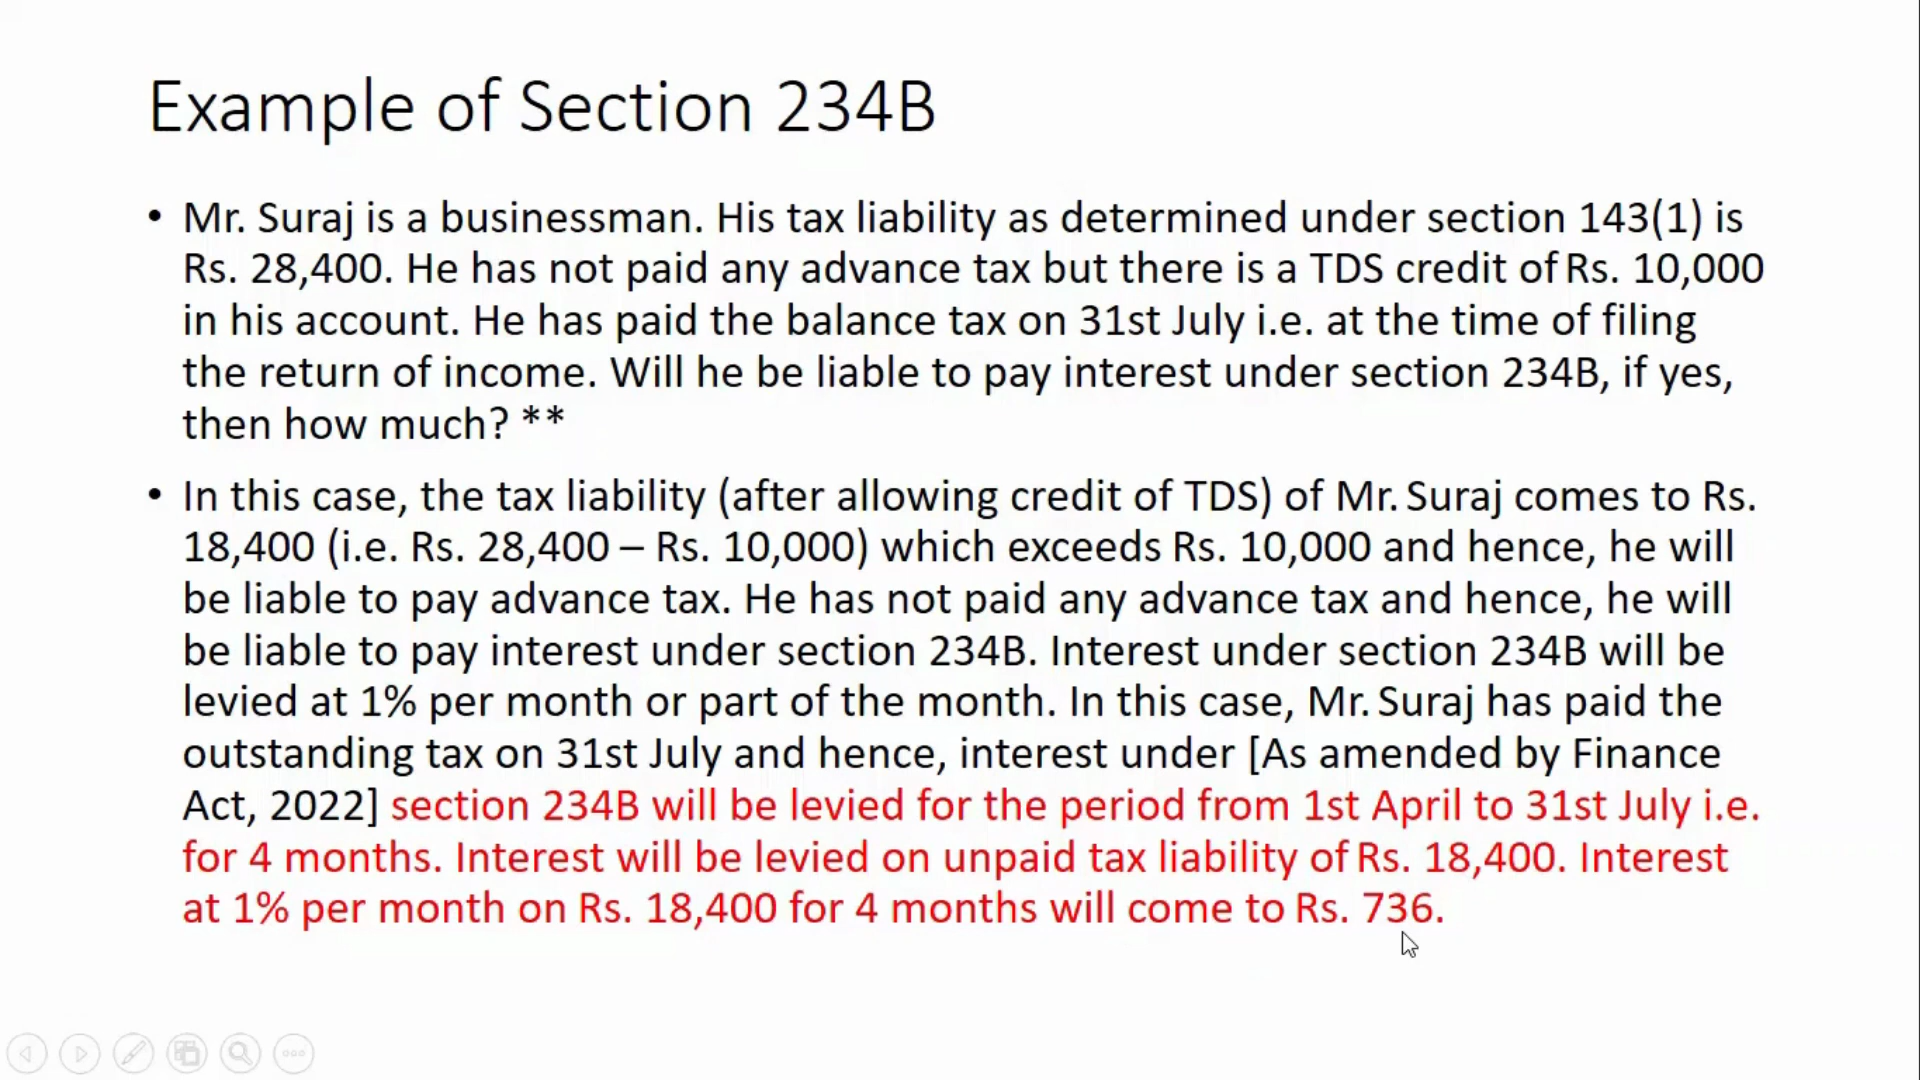 Example of Section 234B
• Mr. Suraj is a businessman. His tax liability as determined under section 143(1) is
Rs. 28,400. He has not paid any advance tax but there is a TDS credit of Rs. 10,000
in his account. He has paid the balance tax on 31st July i.e. at the time of filing
the return of income. Will he be liable to pay interest under section 234B, if yes,
then how much? **
• In this case, the tax liability (after allowing credit of TDS) of Mr. Suraj comes to Rs.
18,400 (i.e. Rs. 28,400 – Rs. 10,000) which exceeds Rs. 10,000 and hence, he will
be liable to pay advance tax. He has not paid any advance tax and hence, he will
be liable to pay interest under section 234B. Interest under section 234B will be
levied at 1% per month or part of the month. In this case, Mr. Suraj has paid the
outstanding tax on 31st July and hence, interest under [As amended by Finance
Act, 2022] section 234B will be levied for the period from 1st April to 31st July i.e.
for 4 months. Interest will be levied on unpaid tax liability of Rs. 18,400. Interest
at 1% per month on Rs. 18,400 for 4 months will come to Rs. 736.